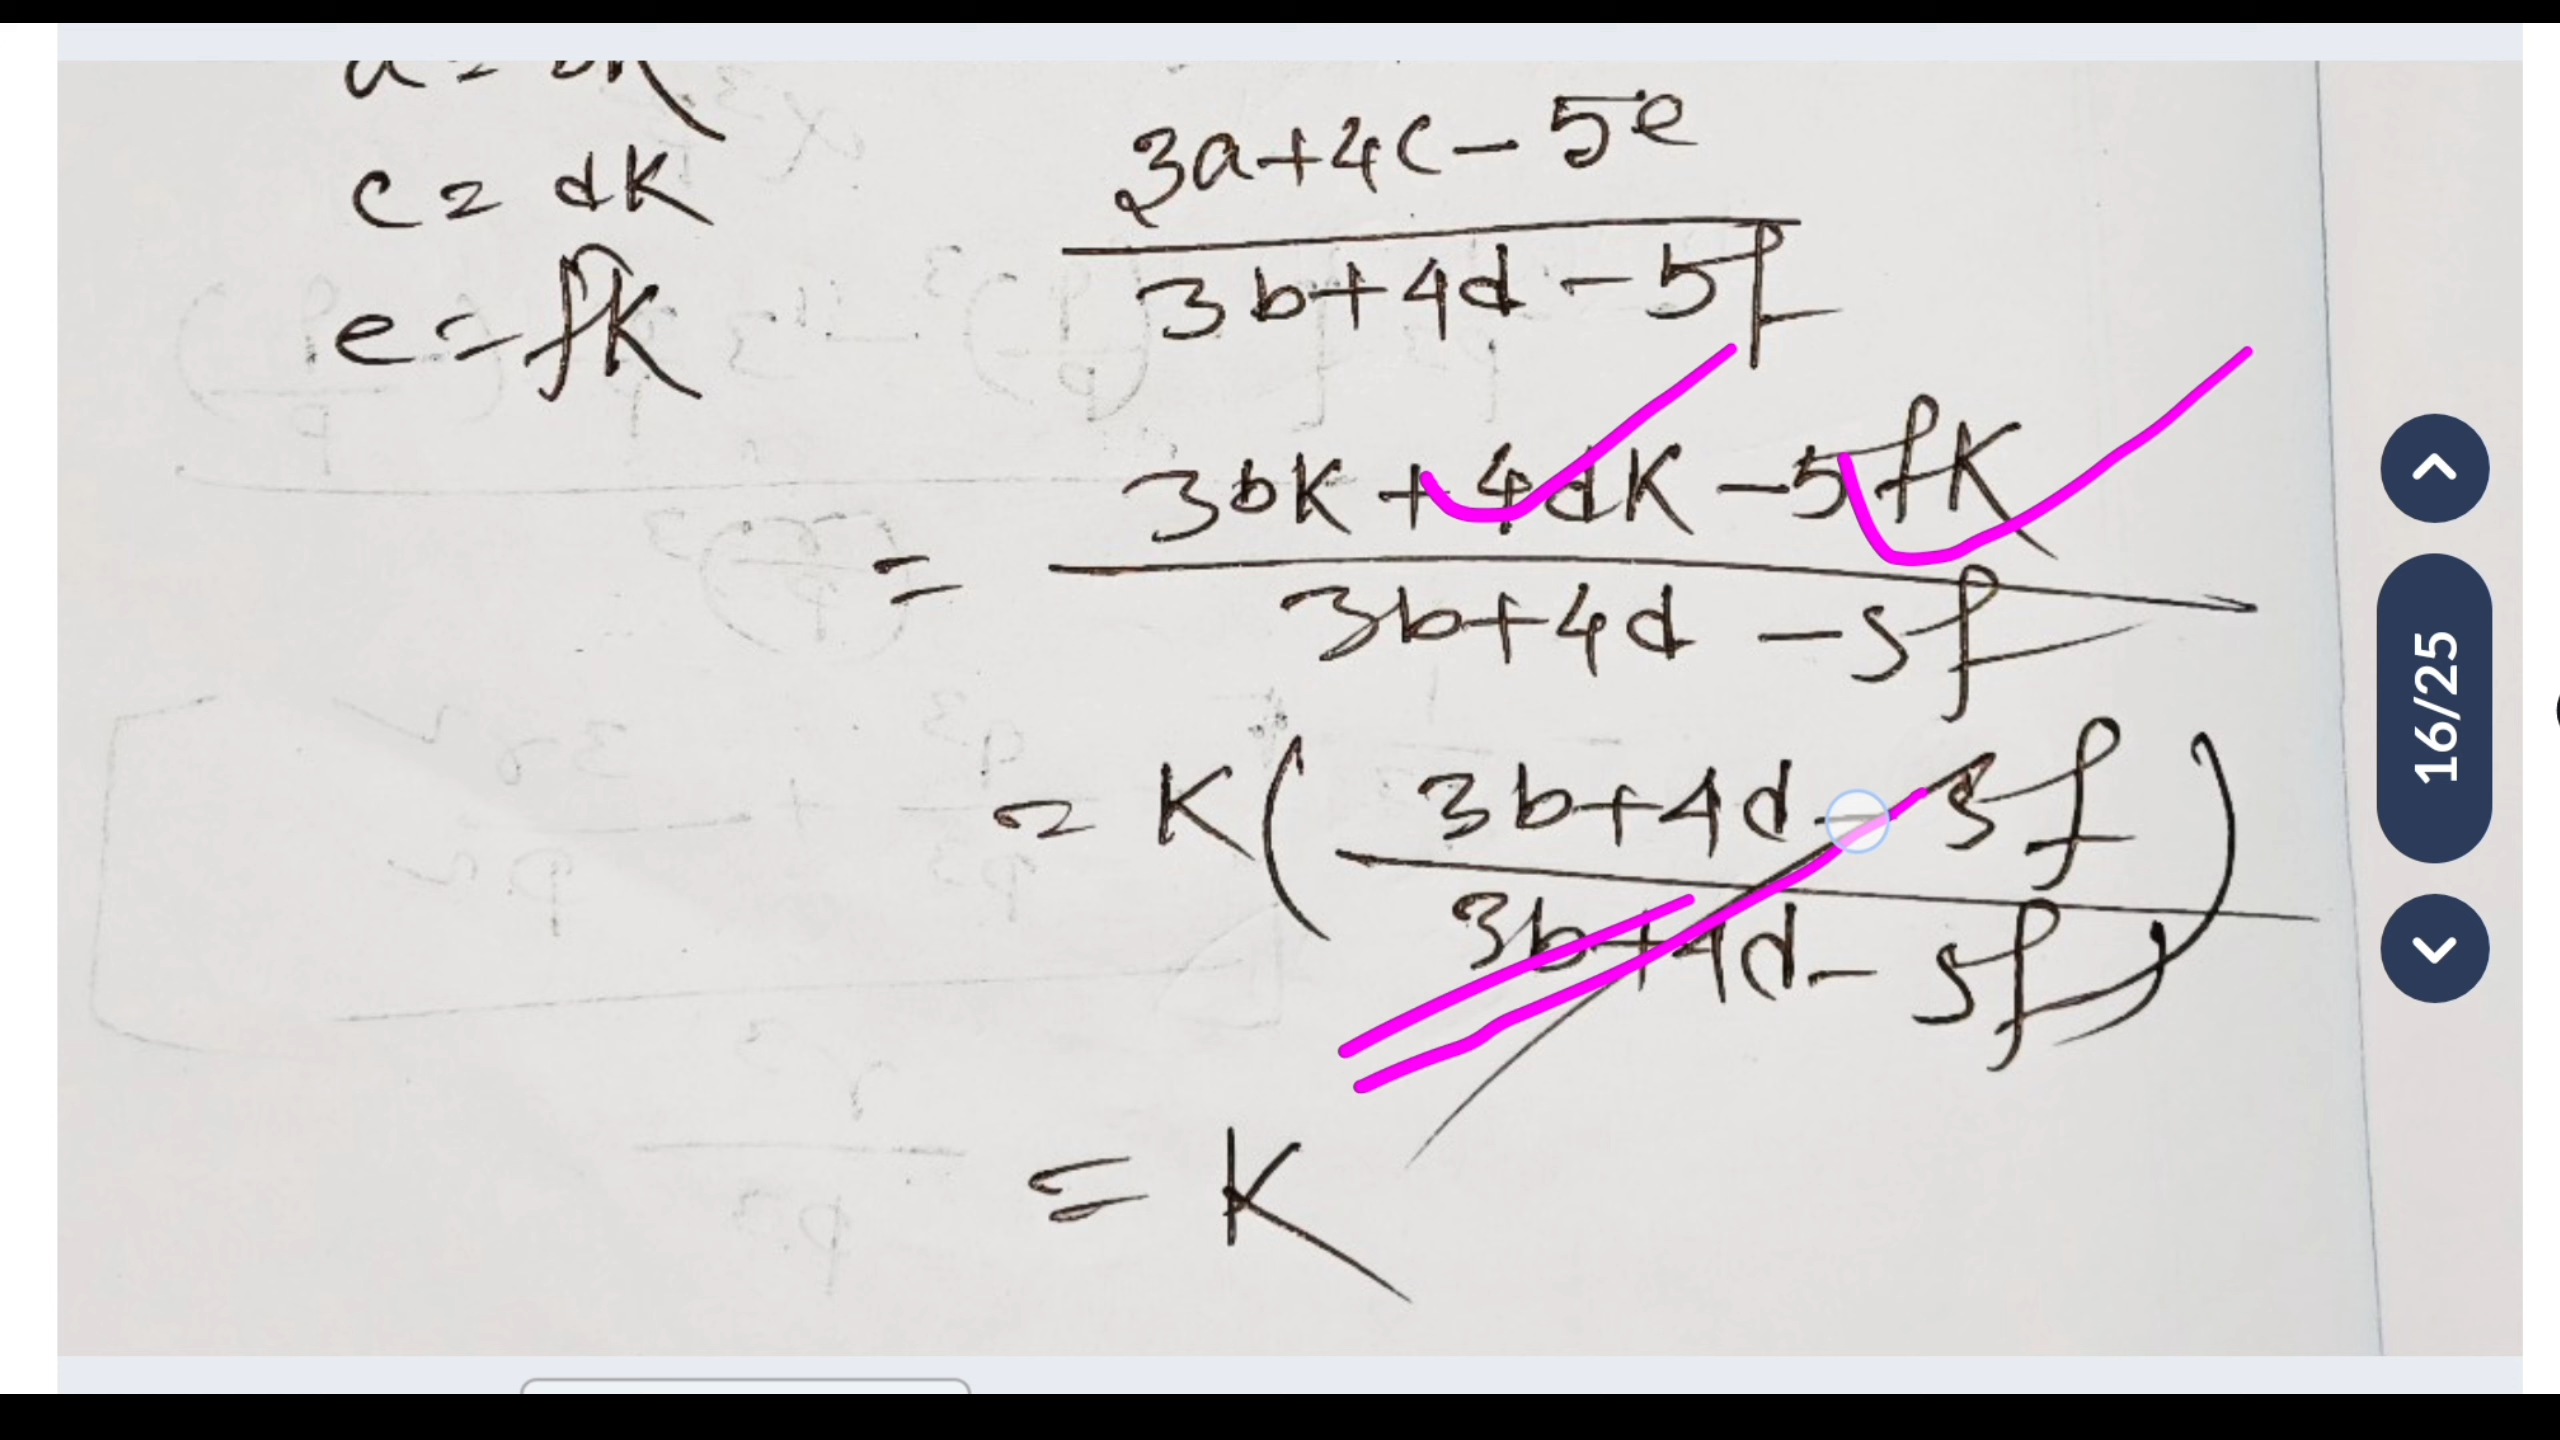 c = dK
e = fK
3a+4c-5e
3b+4d-5f
= 3bK+4dK-5fK
3b+4d-5f
= K(3b+4d-5f)
3b+4d-5f
= K
16/25